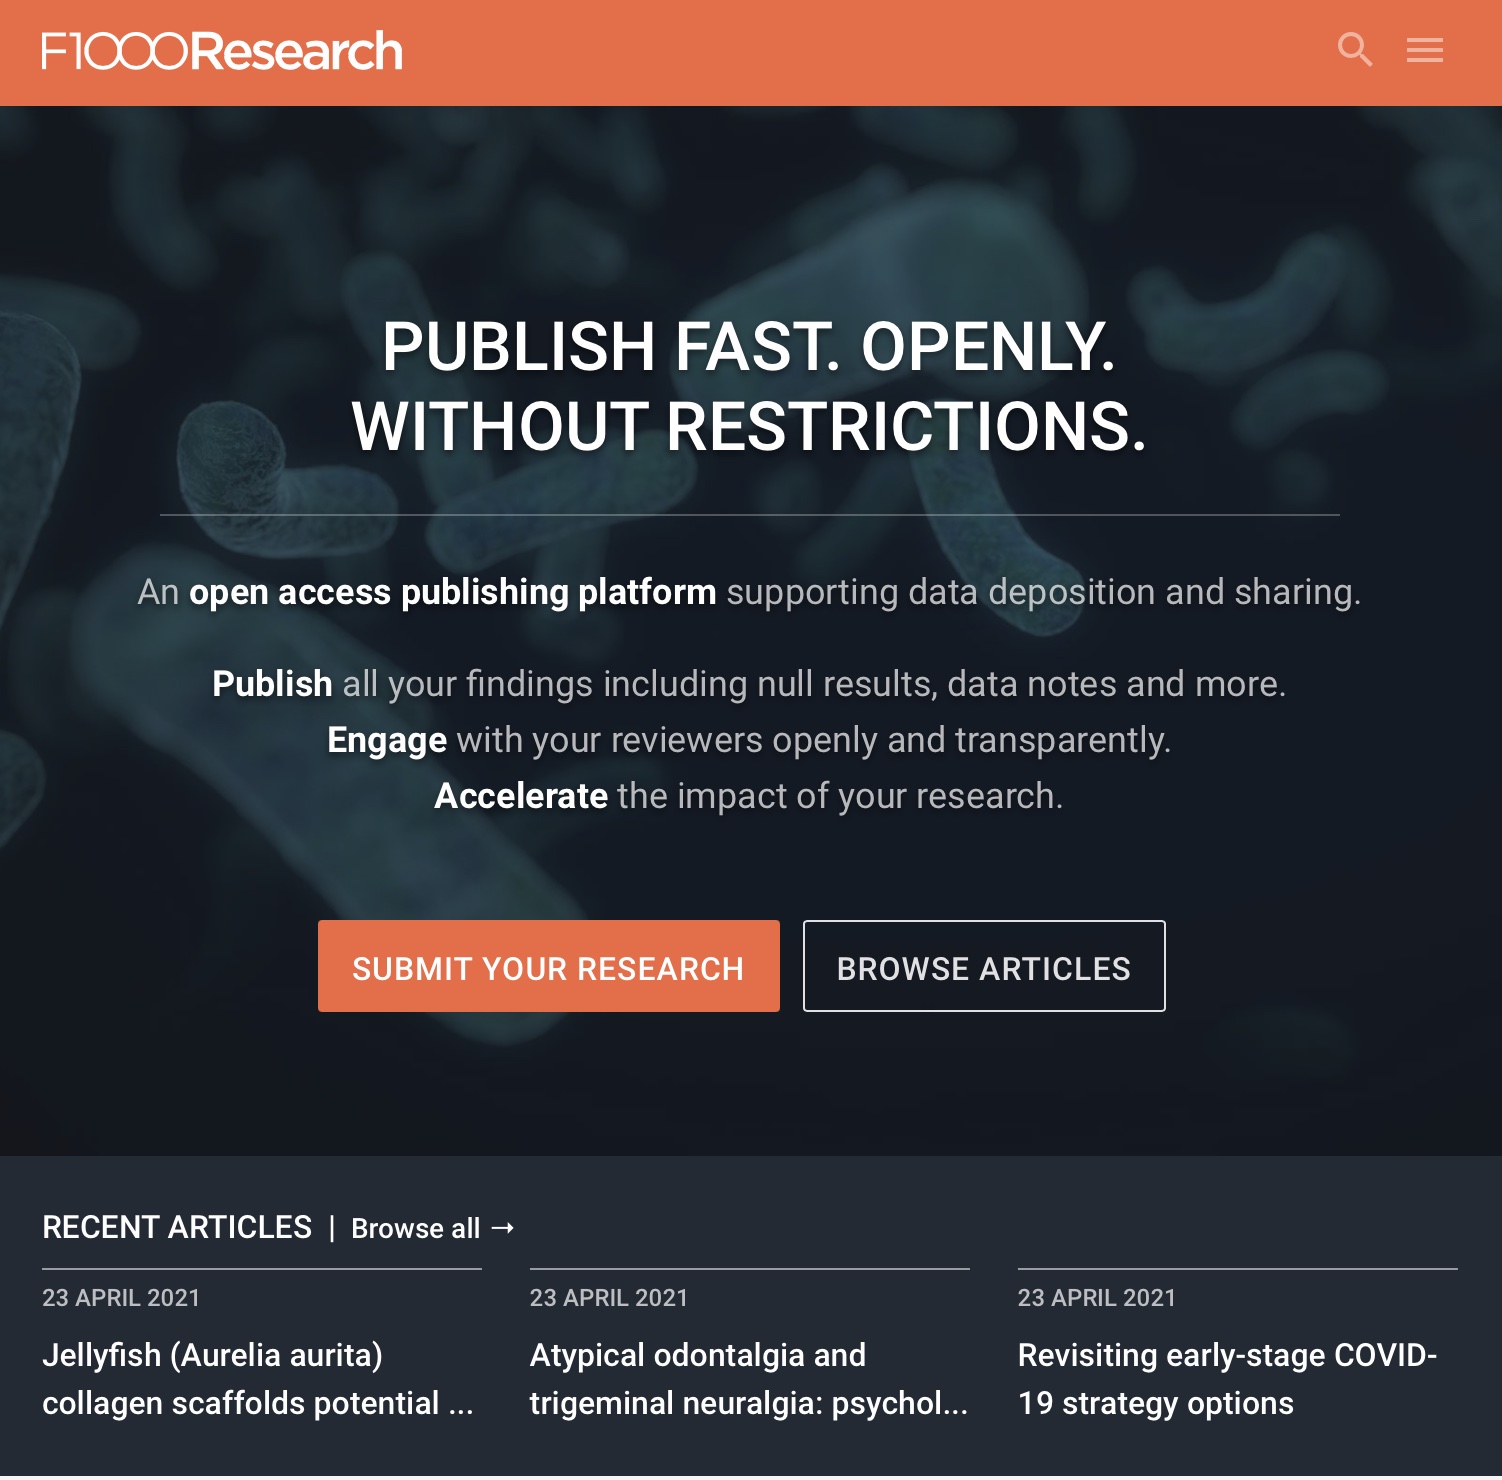 F1000Research
PUBLISH FAST. OPENLY.
WITHOUT RESTRICTIONS.
An open access publishing platform supporting data deposition and sharing.
Publish all your findings including null results, data notes and more.
Engage with your reviewers openly and transparently.
Accelerate the impact of your research.
SUBMIT YOUR RESEARCH
BROWSE ARTICLES
RECENT ARTICLES | Browse all →
23 APRIL 2021
Jellyfish (Aurelia aurita)
collagen scaffolds potential ...
23 APRIL 2021
Atypical odontalgia and
trigeminal neuralgia: psychol...
23 APRIL 2021
Revisiting early-stage COVID-
19 strategy options